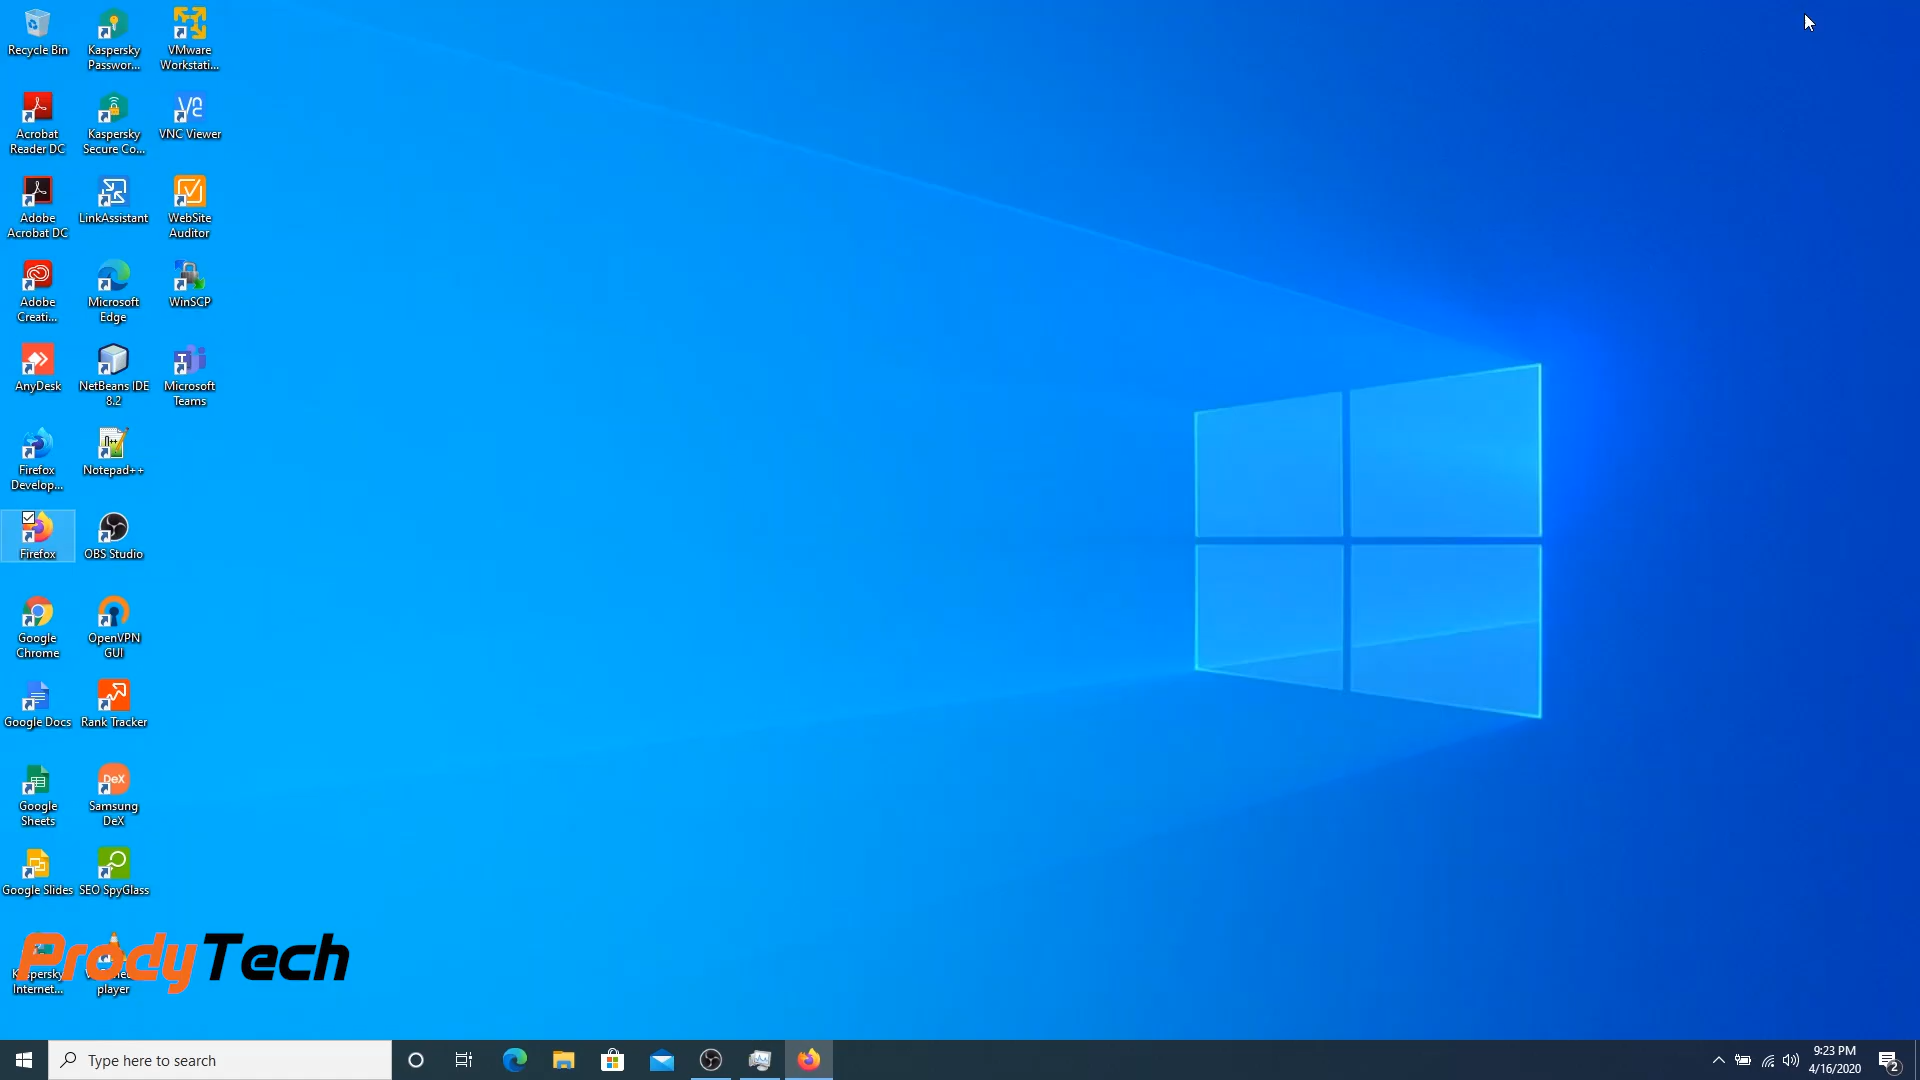 Recycle Bin
Kaspersky
Passwor...
VMware
Workstati...
Acrobat
Reader DC
Kaspersky
Secure Co...
VNC Viewer
Adobe
Acrobat DC
LinkAssistant
WebSite
Auditor
Adobe
Creati...
Microsoft
Edge
WinSCP
AnyDesk
NetBeans IDE
8.2
Microsoft
Teams
Firefox
Develop...
Notepad++
Firefox
OBS Studio
Google
Chrome
OpenVPN
GUI
Google Docs
Rank Tracker
Google
Sheets
Samsung
DeX
Google Slides
SEO SpyGlass
ProdyTech
Kaspersky
Internet...
player
Type here to search
9:23 PM
4/16/2020
2